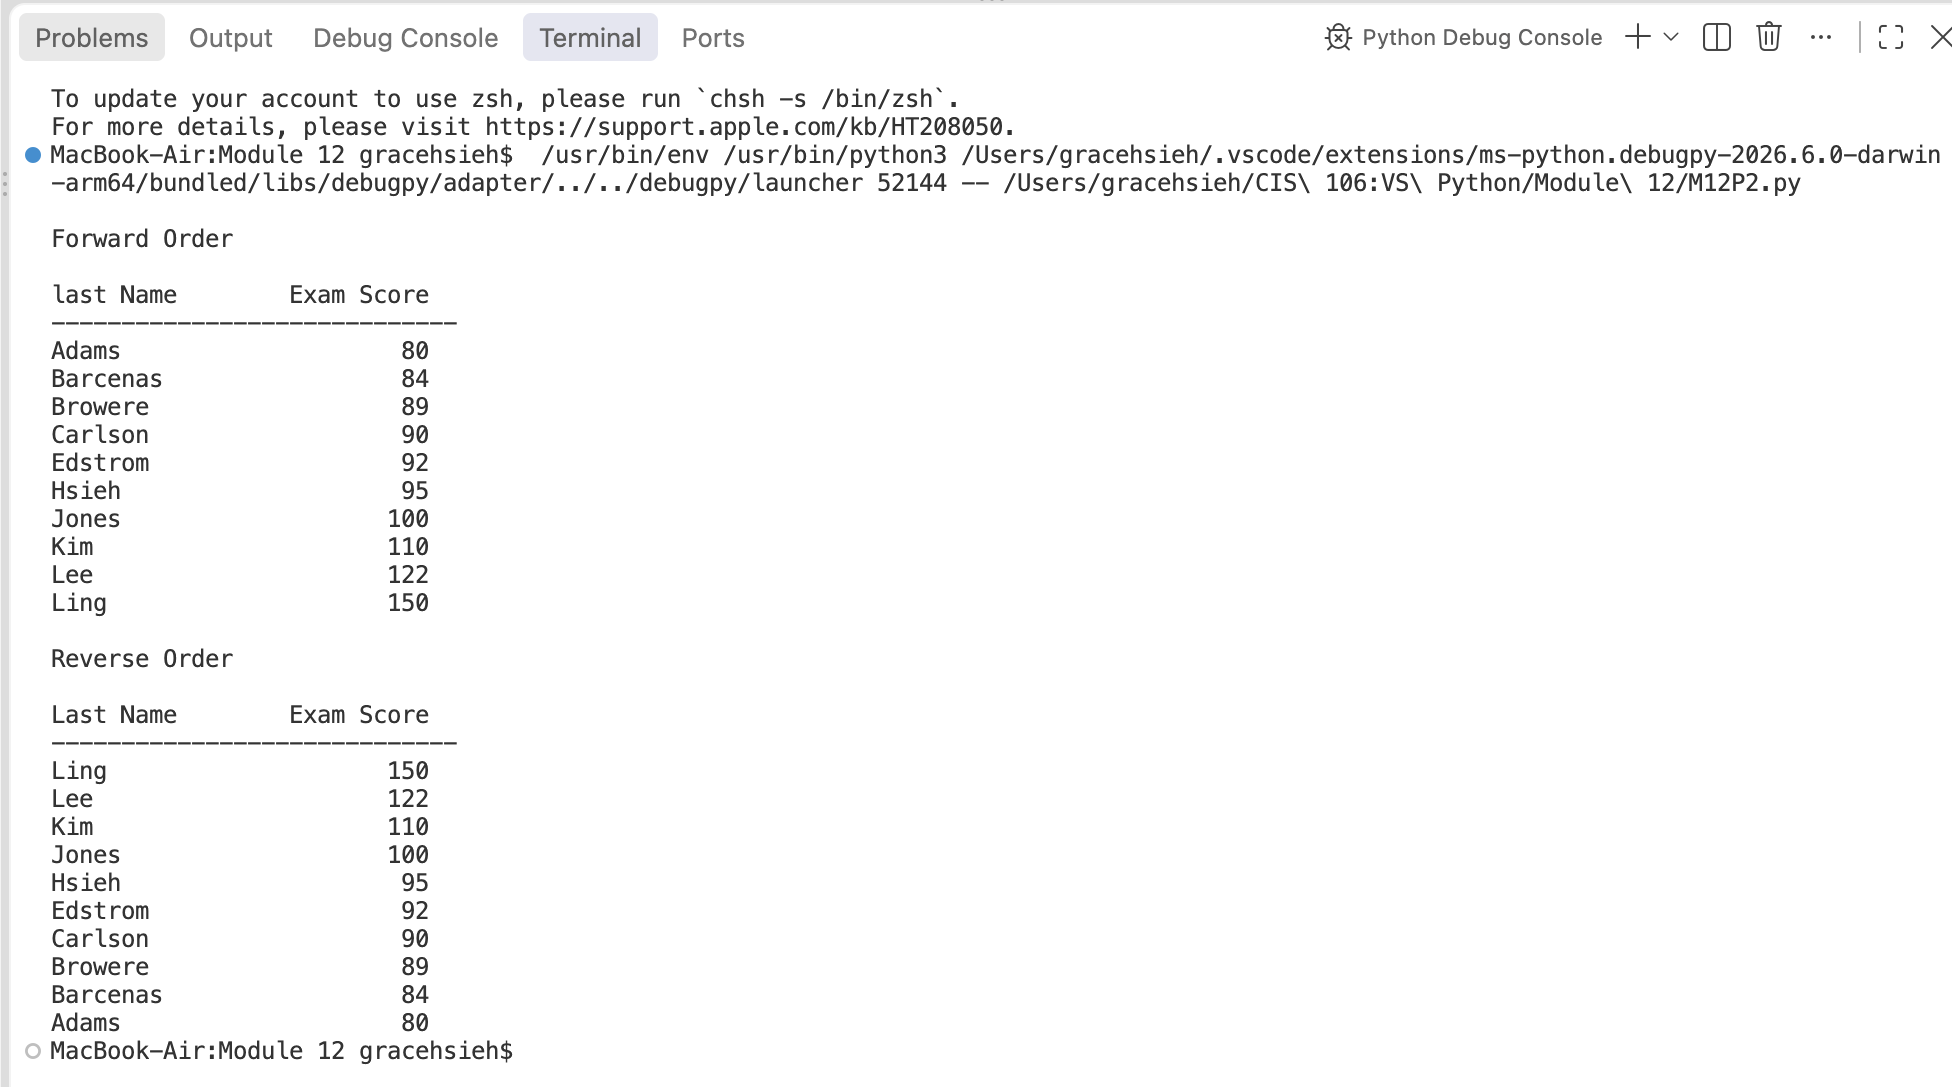 Problems Output Debug Console Terminal Ports Python Debug Console
To update your account to use zsh, please run `chsh -s /bin/zsh`.
For more details, please visit https://support.apple.com/kb/HT208050.
MacBook-Air:Module 12 gracehsieh$  /usr/bin/env /usr/bin/python3 /Users/gracehsieh/.vscode/extensions/ms-python.debugpy-2026.6.0-darwin
-arm64/bundled/libs/debugpy/adapter/../../debugpy/launcher 52144 -- /Users/gracehsieh/CIS\ 106:VS\ Python/Module\ 12/M12P2.py
Forward Order
last Name        Exam Score
-----------------------------
Adams                    80
Barcenas                 84
Browere                  89
Carlson                  90
Edstrom                  92
Hsieh                    95
Jones                   100
Kim                     110
Lee                     122
Ling                    150
Reverse Order
Last Name        Exam Score
-----------------------------
Ling                    150
Lee                     122
Kim                     110
Jones                   100
Hsieh                    95
Edstrom                  92
Carlson                  90
Browere                  89
Barcenas                 84
Adams                    80
MacBook-Air:Module 12 gracehsieh$